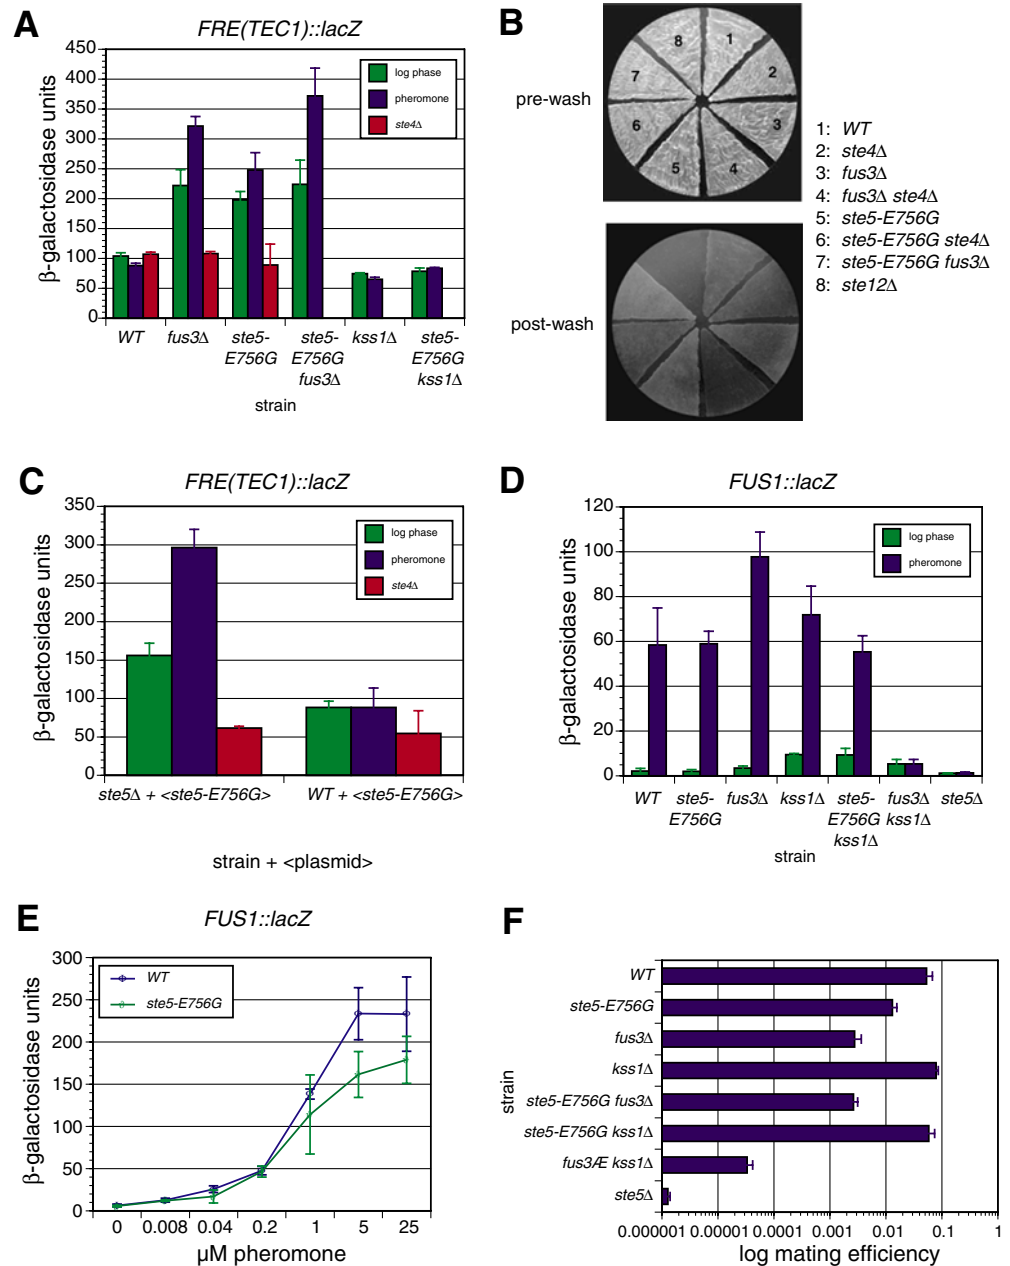 A
FRE(TEC1)::lacZ
β-galactosidase units
450
400
350
300
250
200
150
100
50
0
log phase
pheromone
ste4Δ
WT
fus3Δ
ste5-
E756G
ste5-
E756G
fus3Δ
kss1Δ
ste5-
E756G
kss1Δ
strain
B
pre-wash
8
1
7
2
6
3
5
4
post-wash
1: WT
2: ste4Δ
3: fus3Δ
4: fus3Δ ste4Δ
5: ste5-E756G
6: ste5-E756G ste4Δ
7: ste5-E756G fus3Δ
8: ste12Δ
C
FRE(TEC1)::lacZ
β-galactosidase units
350
300
250
200
150
100
50
0
log phase
pheromone
ste4Δ
ste5Δ + <ste5-E756G>
WT + <ste5-E756G>
strain + <plasmid>
D
FUS1::lacZ
β-galactosidase units
120
100
80
60
40
20
0
log phase
pheromone
WT
ste5-
E756G
fus3Δ
kss1Δ
ste5-
E756G
kss1Δ
fus3Δ
kss1Δ
ste5Δ
strain
E
FUS1::lacZ
β-galactosidase units
300
250
200
150
100
50
0
WT
ste5-E756G
0 0.008 0.04 0.2 1 5 25
μM pheromone
F
strain
WT
ste5-E756G
fus3Δ
kss1Δ
ste5-E756G fus3Δ
ste5-E756G kss1Δ
fus3Æ kss1Δ
ste5Δ
0.000001 0.00001 0.0001 0.001 0.01 0.1 1
log mating efficiency